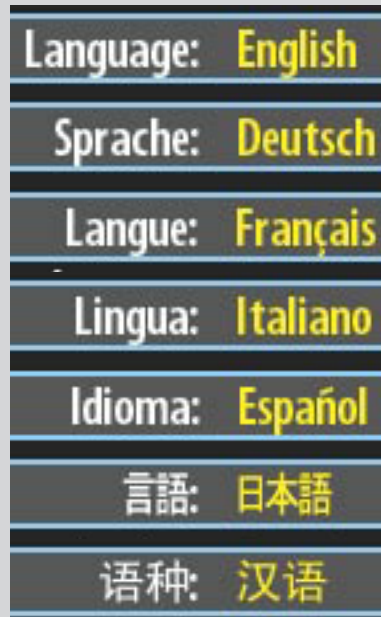 Language: English
Sprache: Deutsch
Langue: Français
Lingua: Italiano
Idioma: Español
言語: 日本語
语种: 汉语